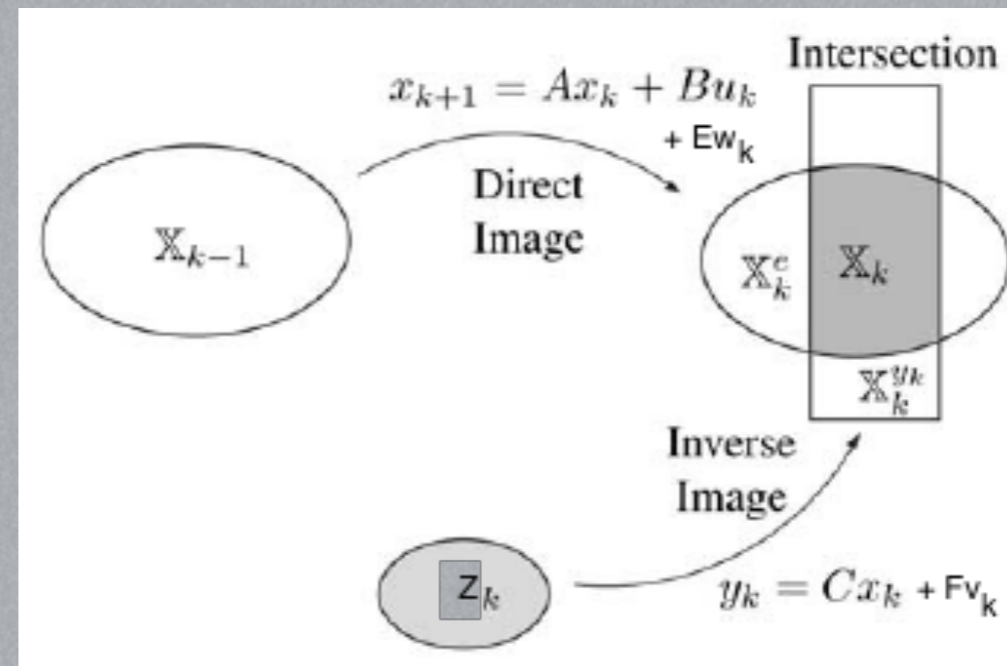 Intersection
x_{k+1} = Ax_k + Bu_k
+ Ew_k
Direct
Image
𝕏_{k-1}
𝕏_k^e
𝕏_k
𝕏_k^{y_k}
Inverse
Image
Z_k
y_k = Cx_k + Fv_k